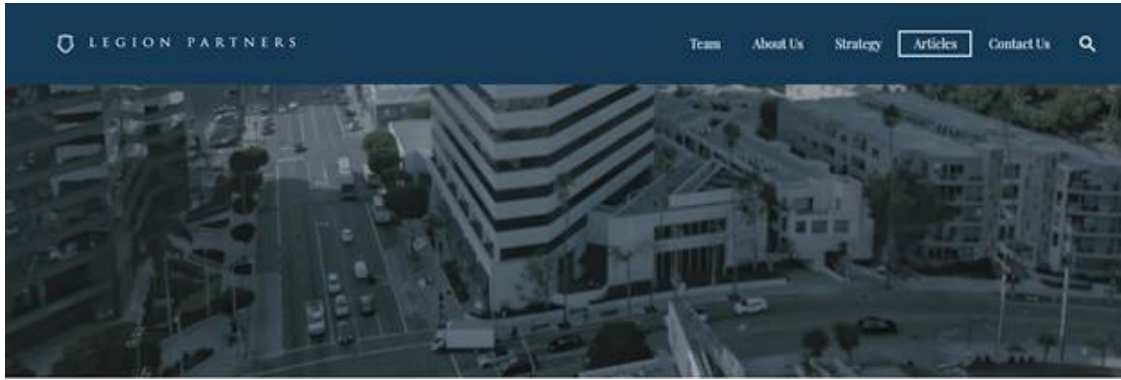 LEGION PARTNERS
Team About Us Strategy Articles Contact Us